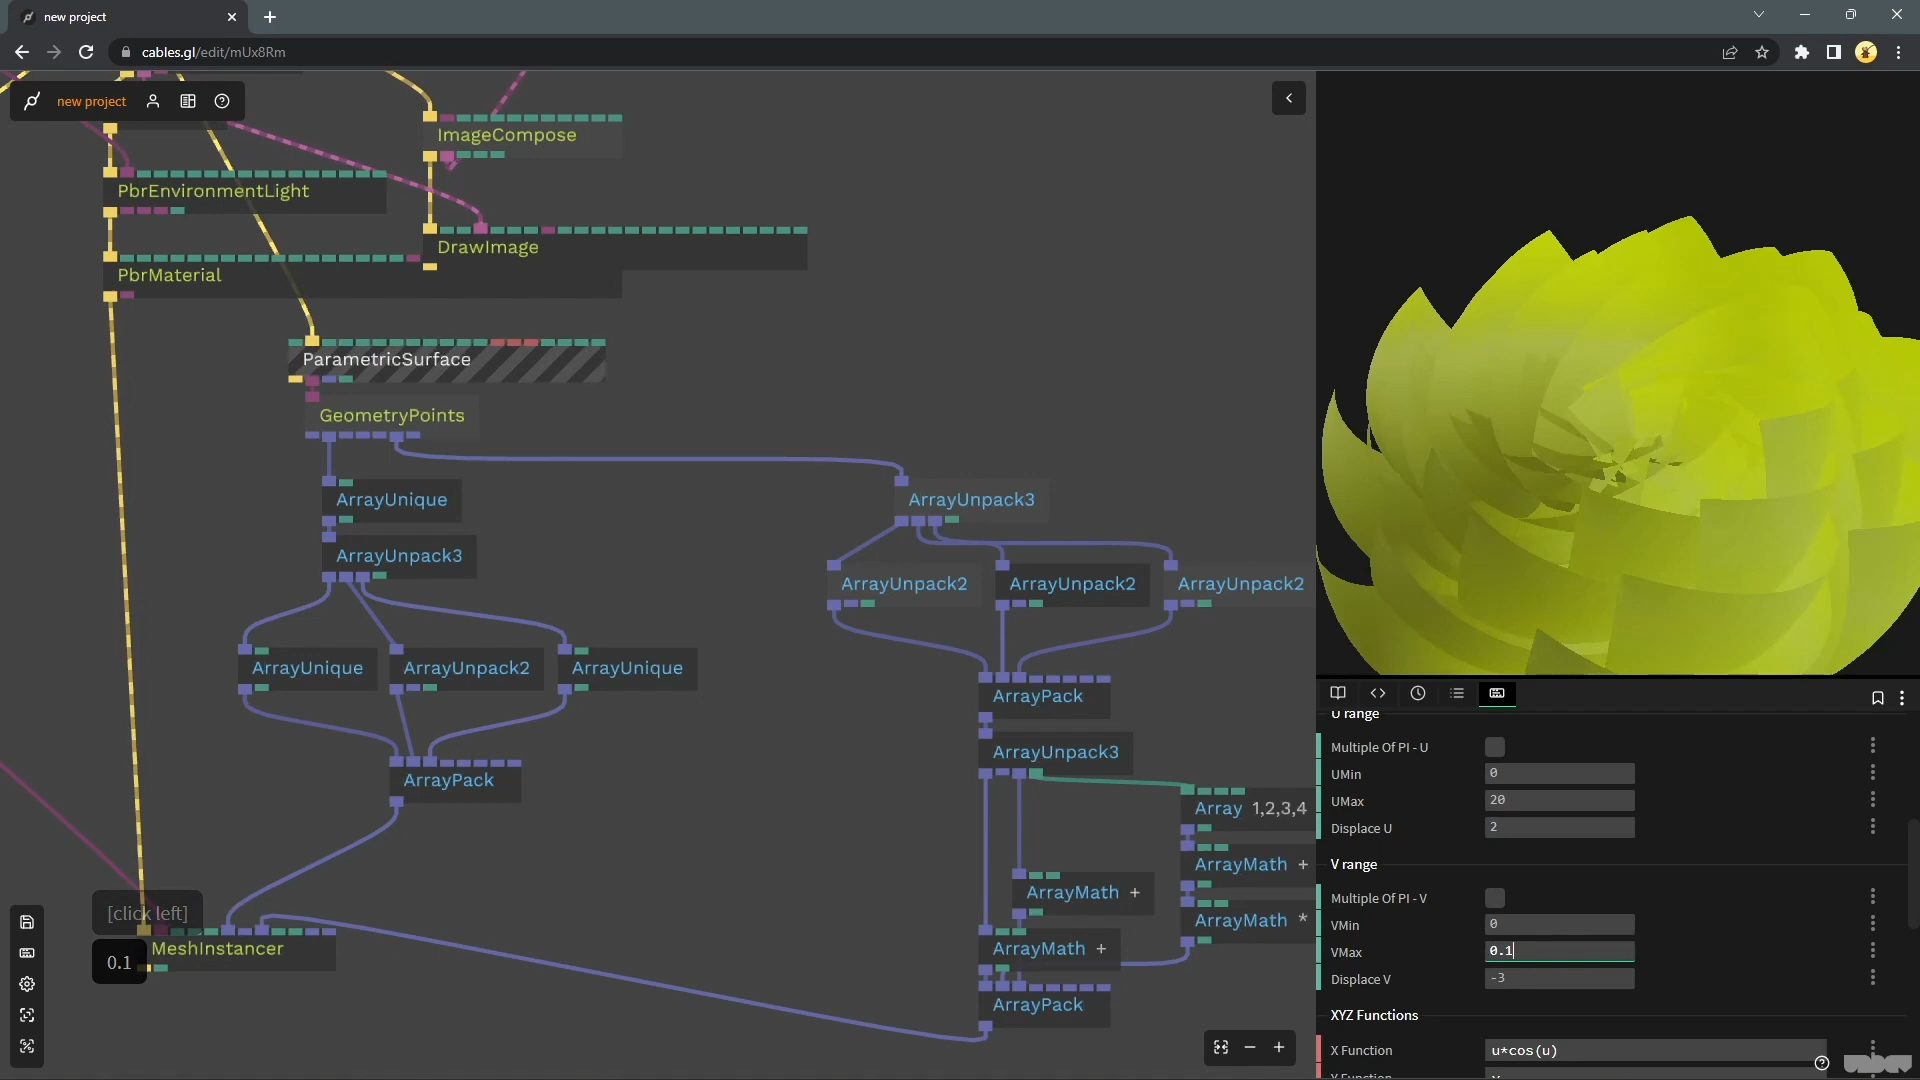 new project
cables.gl/edit/mUx8Rm
new project
ImageCompose
PbrEnvironmentLight
DrawImage
PbrMaterial
ParametricSurface
GeometryPoints
ArrayUnique
ArrayUnpack3
ArrayUnpack3
ArrayUnpack2
ArrayUnpack2
ArrayUnpack2
ArrayUnique
ArrayUnpack2
ArrayUnique
ArrayPack
ArrayUnpack3
ArrayPack
Array 1,2,3,4
ArrayMath +
ArrayMath +
ArrayMath *
ArrayMath +
ArrayPack
[click left]
MeshInstancer
0.1
U range
Multiple Of PI - U
UMin 0
UMax 20
Displace U 2
V range
Multiple Of PI - V
VMin 0
VMax 0.1
Displace V -3
XYZ Functions
X Function u*cos(u)
Y Function v